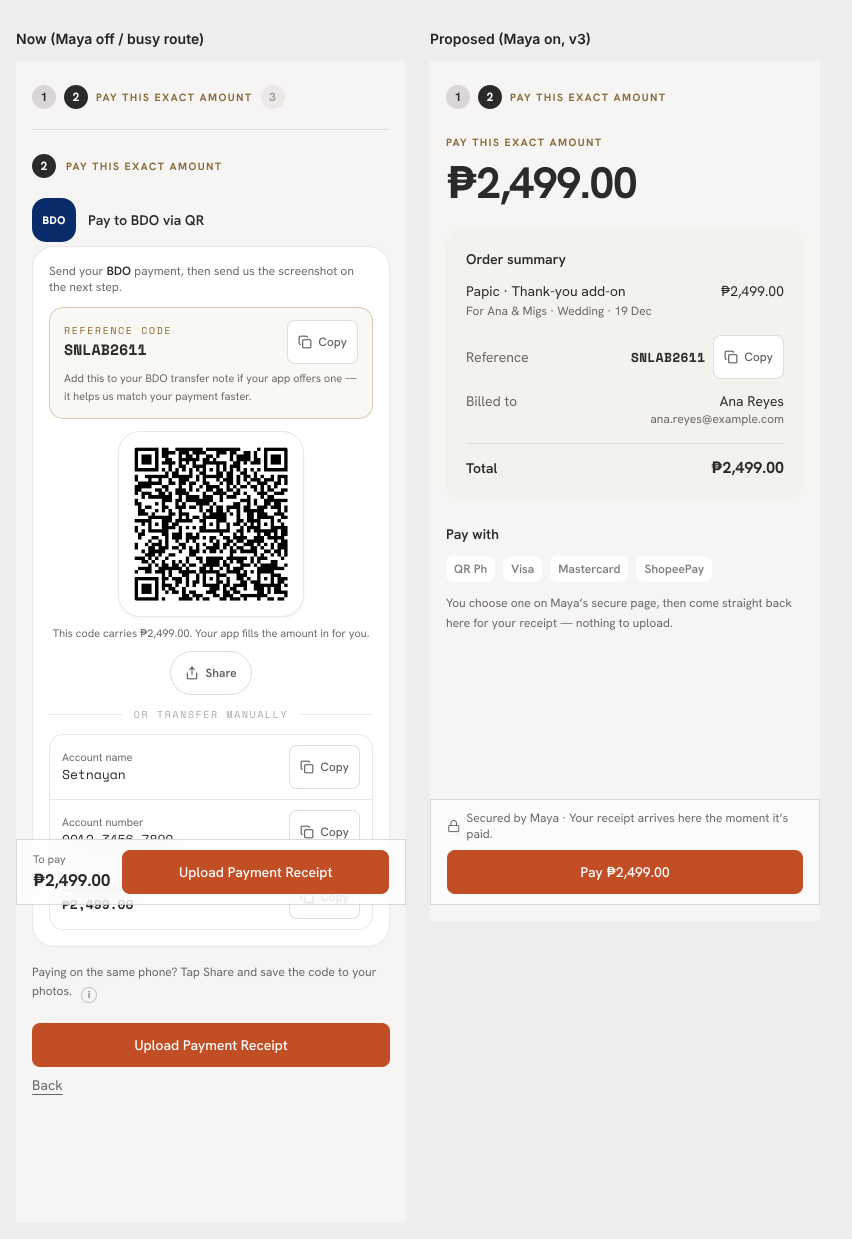 Now (Maya off / busy route)
1 2 PAY THIS EXACT AMOUNT 3
2 PAY THIS EXACT AMOUNT
BDO Pay to BDO via QR
Send your BDO payment, then send us the screenshot on
the next step.
REFERENCE CODE
SNLAB2611
Copy
Add this to your BDO transfer note if your app offers one —
it helps us match your payment faster.
This code carries ₱2,499.00. Your app fills the amount in for you.
Share
OR TRANSFER MANUALLY
Account name
Setnayan
Copy
Account number
Copy
To pay
₱2,499.00
Upload Payment Receipt
₱2,499.00
Copy
Paying on the same phone? Tap Share and save the code to your
photos. i
Upload Payment Receipt
Back
Proposed (Maya on, v3)
1 2 PAY THIS EXACT AMOUNT
PAY THIS EXACT AMOUNT
₱2,499.00
Order summary
Papic · Thank-you add-on ₱2,499.00
For Ana & Migs · Wedding · 19 Dec
Reference SNLAB2611 Copy
Billed to Ana Reyes
ana.reyes@example.com
Total ₱2,499.00
Pay with
QR Ph Visa Mastercard ShopeePay
You choose one on Maya’s secure page, then come straight back
here for your receipt — nothing to upload.
Secured by Maya · Your receipt arrives here the moment it’s
paid.
Pay ₱2,499.00